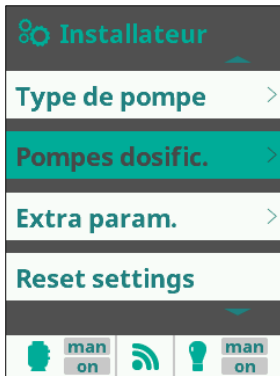 Installateur
Type de pompe
Pompes dosific.
Extra param.
Reset settings
man
on
man
on